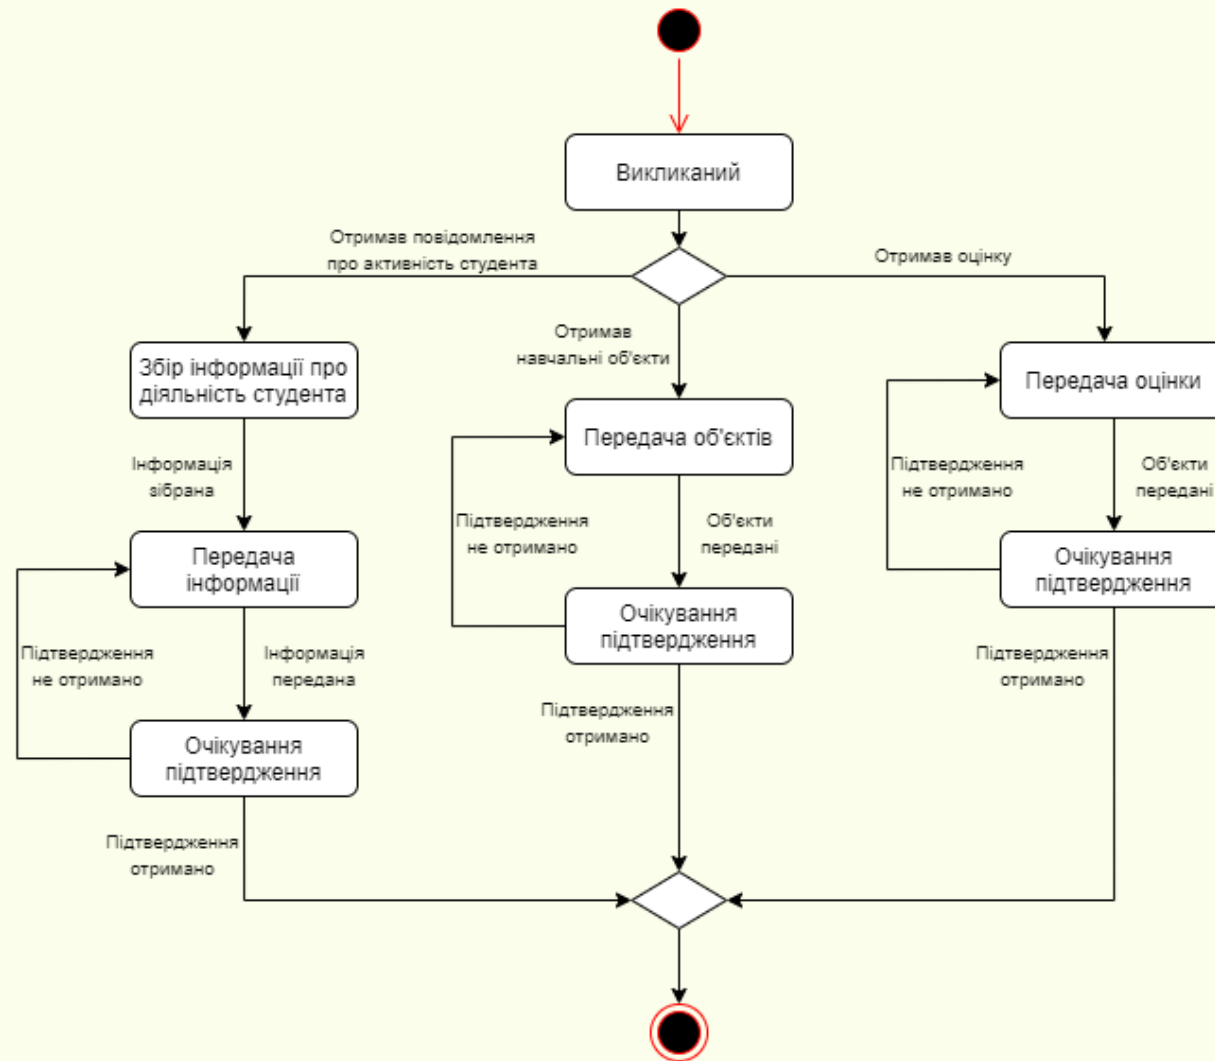 Викликаний
Отримав повідомлення
про активність студента
Отримав оцінку
Отримав
навчальні об'єкти
Збір інформації про
діяльність студента
Передача оцінки
Передача об'єктів
Інформація
зібрана
Підтвердження
не отримано
Об'єкти
передані
Підтвердження
не отримано
Об'єкти
передані
Передача
інформації
Очікування
підтвердження
Очікування
підтвердження
Підтвердження
не отримано
Інформація
передана
Підтвердження
отримано
Підтвердження
отримано
Очікування
підтвердження
Підтвердження
отримано